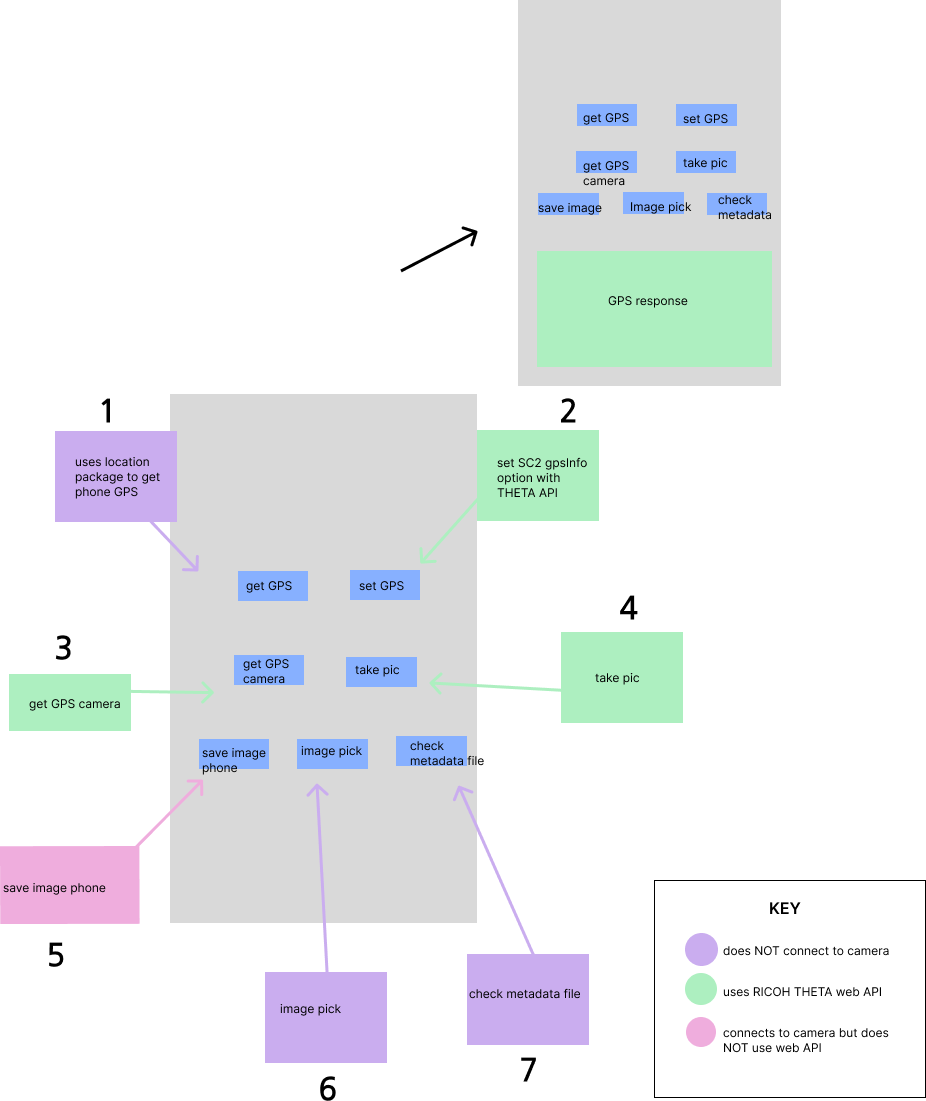 get GPS
set GPS
get GPS
camera
take pic
save image
Image pick
check
metadata
GPS response
1
uses location
package to get
phone GPS
2
set SC2 gpsInfo
option with
THETA API
get GPS
set GPS
3
get GPS camera
get GPS
camera
take pic
4
take pic
save image
phone
image pick
check
metadata file
save image phone
5
image pick
6
check metadata file
7
KEY
does NOT connect to camera
uses RICOH THETA web API
connects to camera but does
NOT use web API